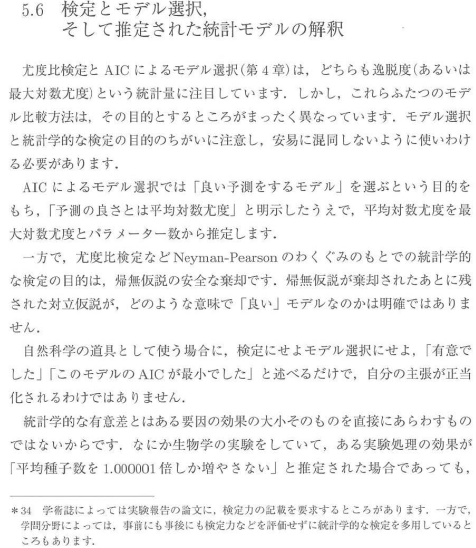 5.6 検定とモデル選択,
そして推定された統計モデルの解釈
尤度比検定と AIC によるモデル選択(第 4 章)は，どちらも逸脱度(あるいは
最大対数尤度)という統計量に注目しています．しかし，これらふたつのモデ
ル比較方法は，その目的とするところがまったく異なっています．モデル選択
と統計学的な検定の目的のちがいに注意し，安易に混同しないように使いわけ
る必要があります．
AIC によるモデル選択では「良い予測をするモデル」を選ぶという目的を
もち，「予測の良さとは平均対数尤度」と明示したうえで，平均対数尤度を最
大対数尤度とパラメーター数から推定します．
一方で，尤度比検定など Neyman-Pearson のわくぐみのもとでの統計学的
な検定の目的は，帰無仮説の安全な棄却です．帰無仮説が棄却されたあとに残
された対立仮説が，どのような意味で「良い」モデルなのかは明確ではありま
せん．
自然科学の道具として使う場合に，検定にせよモデル選択にせよ，「有意で
した」「このモデルの AIC が最小でした」と述べるだけで，自分の主張が正当
化されるわけではありません．
統計学的な有意差とはある要因の効果の大小そのものを直接にあらわすもの
ではないからです．なにか生物学の実験をしていて，ある実験処理の効果が
「平均種子数を 1.000001 倍しか増やさない」と推定された場合であっても，
＊34 学術誌によっては実験報告の論文に，検定力の記載を要求するところがあります．一方で，
学問分野によっては，事前にも事後にも検定力などを評価せずに統計学的な検定を多用していると
ころもあります．